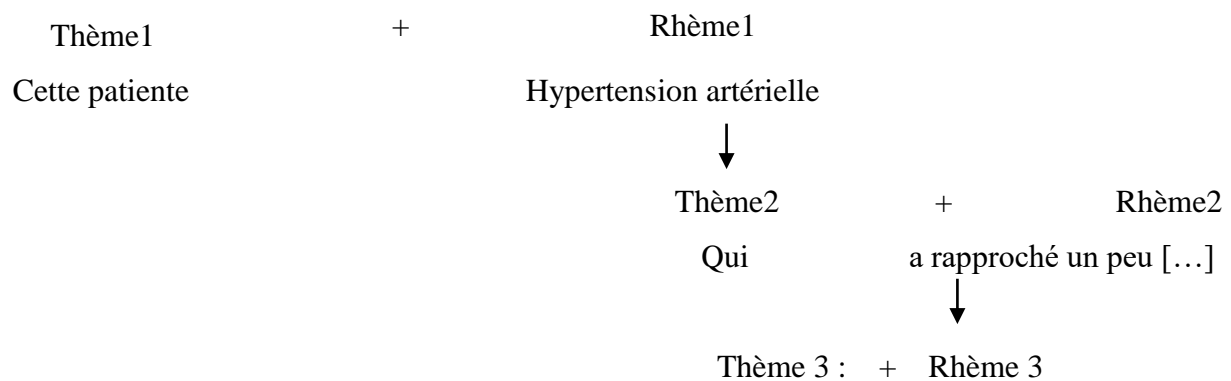 Thème1 + Rhème1
Cette patiente Hypertension artérielle
Thème2 + Rhème2
Qui a rapproché un peu […]
Thème 3 : + Rhème 3